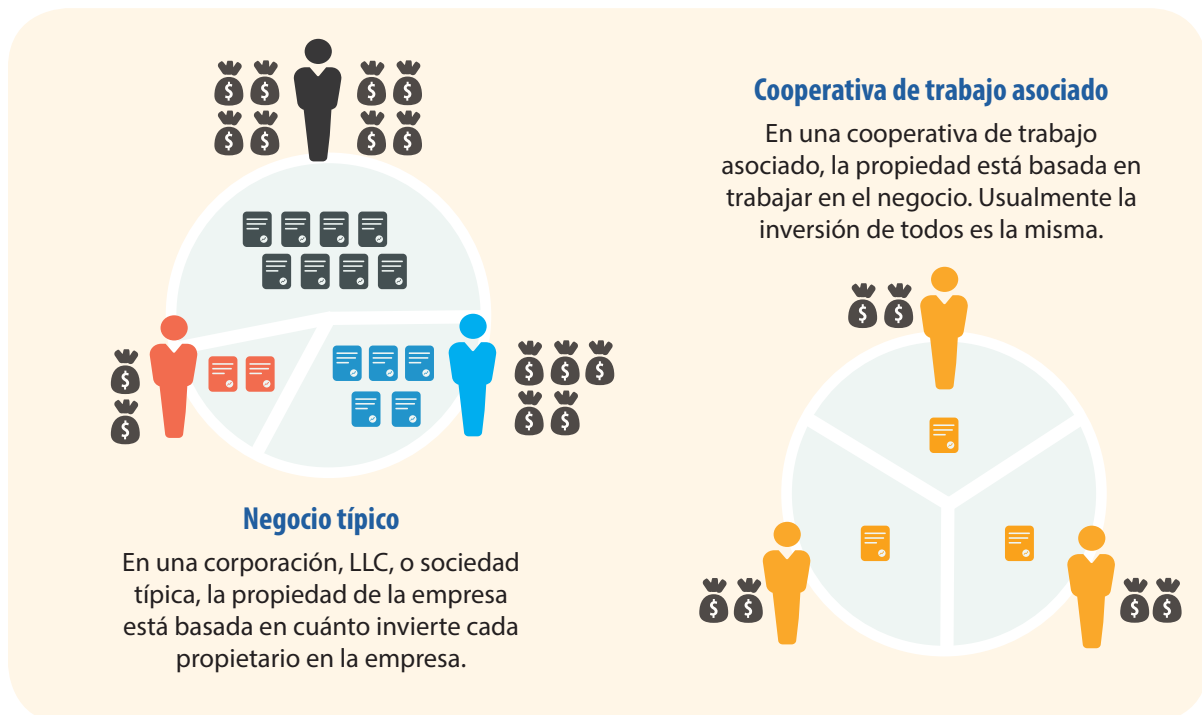 Negocio típico
En una corporación, LLC, o sociedad
típica, la propiedad de la empresa
está basada en cuánto invierte cada
propietario en la empresa.
Cooperativa de trabajo asociado
En una cooperativa de trabajo
asociado, la propiedad está basada en
trabajar en el negocio. Usualmente la
inversión de todos es la misma.